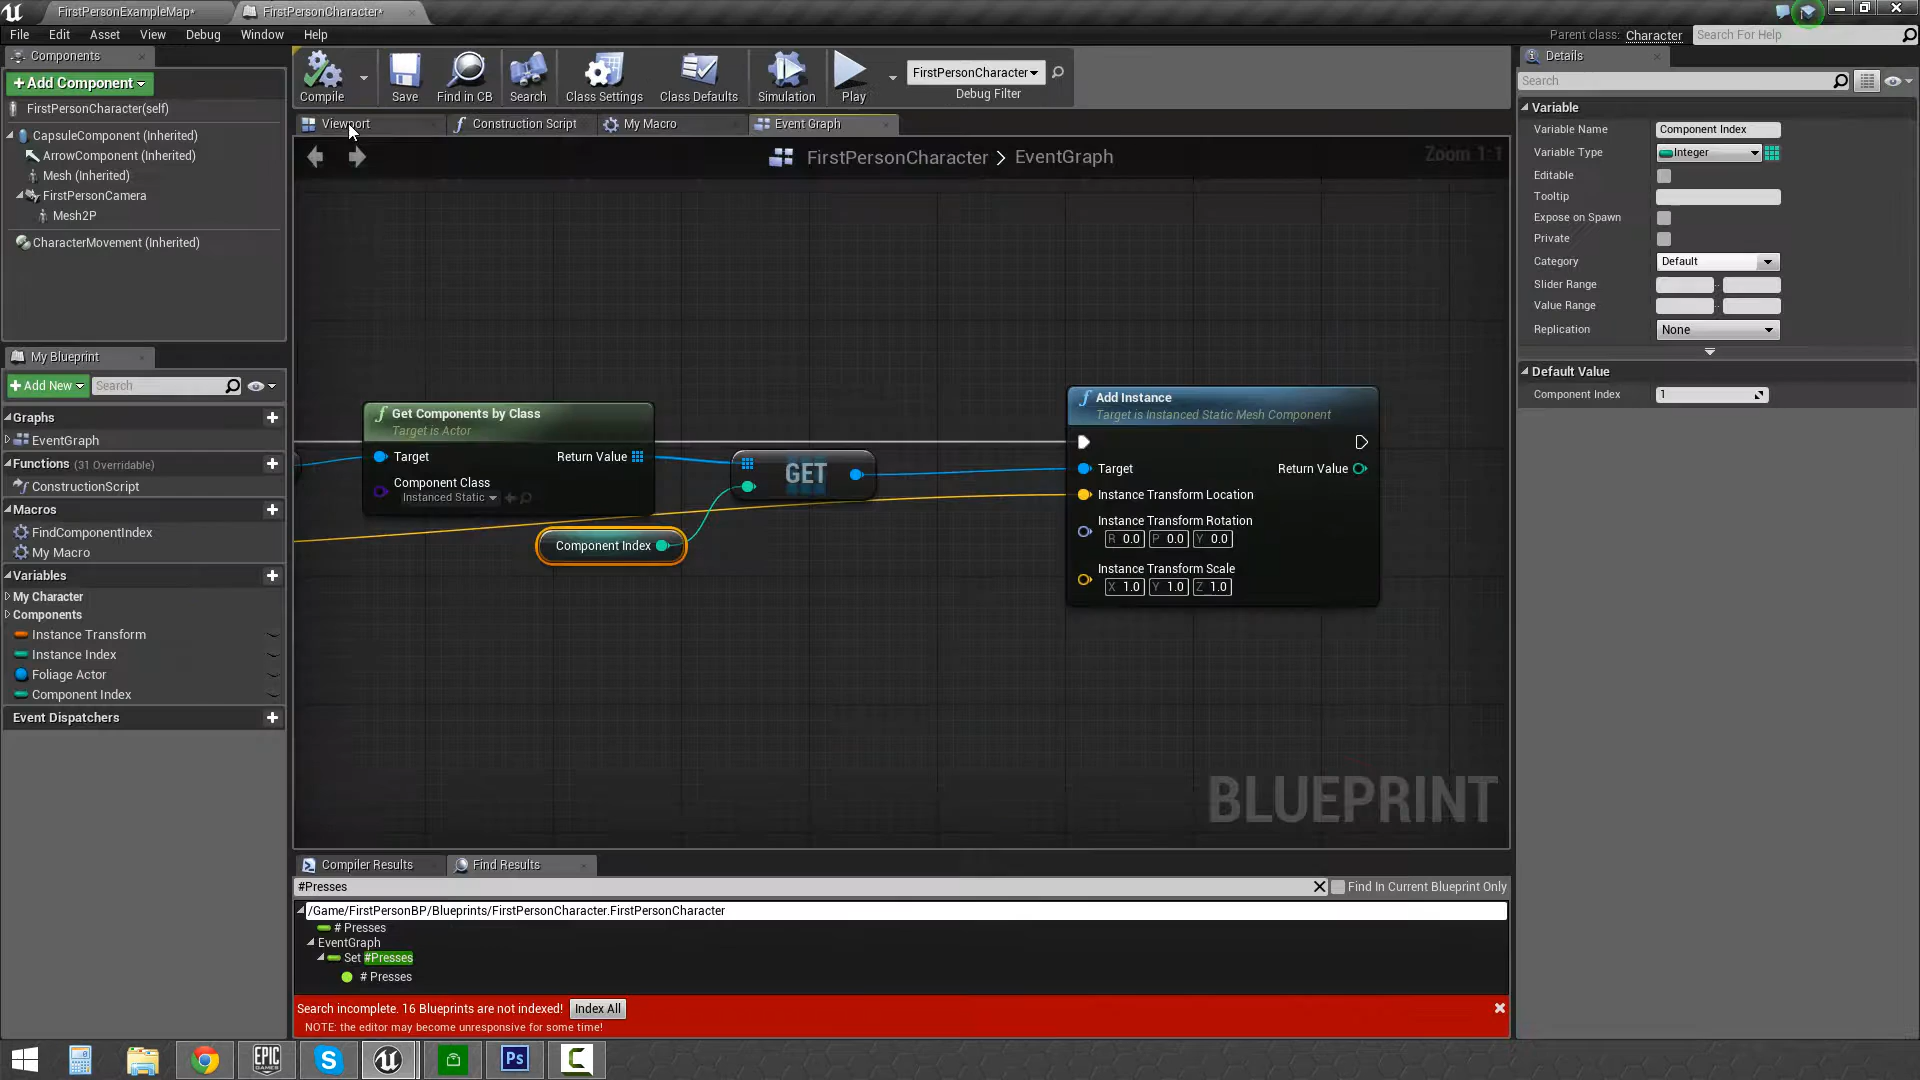 FirstPersonExampleMap*
FirstPersonCharacter*
File Edit Asset View Debug Window Help
Parent class: Character
Search For Help
Components
+Add Component
FirstPersonCharacter(self)
CapsuleComponent (Inherited)
ArrowComponent (Inherited)
Mesh (Inherited)
FirstPersonCamera
Mesh2P
CharacterMovement (Inherited)
My Blueprint
+Add New
Search
Graphs
EventGraph
Functions (31 Overridable)
ConstructionScript
Macros
FindComponentIndex
My Macro
Variables
My Character
Components
Instance Transform
Instance Index
Foliage Actor
Component Index
Event Dispatchers
Compile
Save
Find in CB
Search
Class Settings
Class Defaults
Simulation
Play
FirstPersonCharacter
Debug Filter
Viewport
Construction Script
My Macro
Event Graph
FirstPersonCharacter > EventGraph
Zoom 1:1
Get Components by Class
Target is Actor
Target
Return Value
Component Class
Instanced Static
GET
Component Index
Add Instance
Target is Instanced Static Mesh Component
Target
Return Value
Instance Transform Location
Instance Transform Rotation
R 0.0 P 0.0 Y 0.0
Instance Transform Scale
X 1.0 Y 1.0 Z 1.0
BLUEPRINT
Compiler Results
Find Results
#Presses
Find In Current Blueprint Only
/Game/FirstPersonBP/Blueprints/FirstPersonCharacter.FirstPersonCharacter
# Presses
EventGraph
Set #Presses
# Presses
Search incomplete. 16 Blueprints are not indexed!
Index All
NOTE: the editor may become unresponsive for some time!
Details
Search
Variable
Variable Name
Component Index
Variable Type
Integer
Editable
Tooltip
Expose on Spawn
Private
Category
Default
Slider Range
Value Range
Replication
None
Default Value
Component Index
1
EPIC
GAMES
Ps